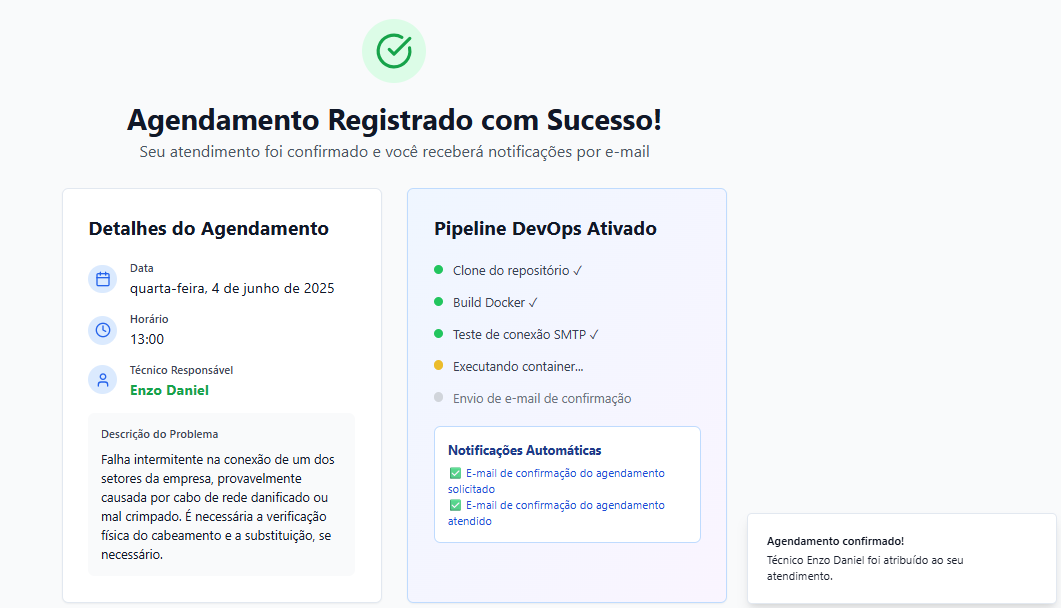 Agendamento Registrado com Sucesso!
Seu atendimento foi confirmado e você receberá notificações por e-mail
Detalhes do Agendamento
Data
quarta-feira, 4 de junho de 2025
Horário
13:00
Técnico Responsável
Enzo Daniel
Descrição do Problema
Falha intermitente na conexão de um dos
setores da empresa, provavelmente
causada por cabo de rede danificado ou
mal crimpado. É necessária a verificação
física do cabeamento e a substituição, se
necessário.
Pipeline DevOps Ativado
Clone do repositório ✓
Build Docker ✓
Teste de conexão SMTP ✓
Executando container...
Envio de e-mail de confirmação
Notificações Automáticas
✅ E-mail de confirmação do agendamento
solicitado
✅ E-mail de confirmação do agendamento
atendido
Agendamento confirmado!
Técnico Enzo Daniel foi atribuído ao seu
atendimento.